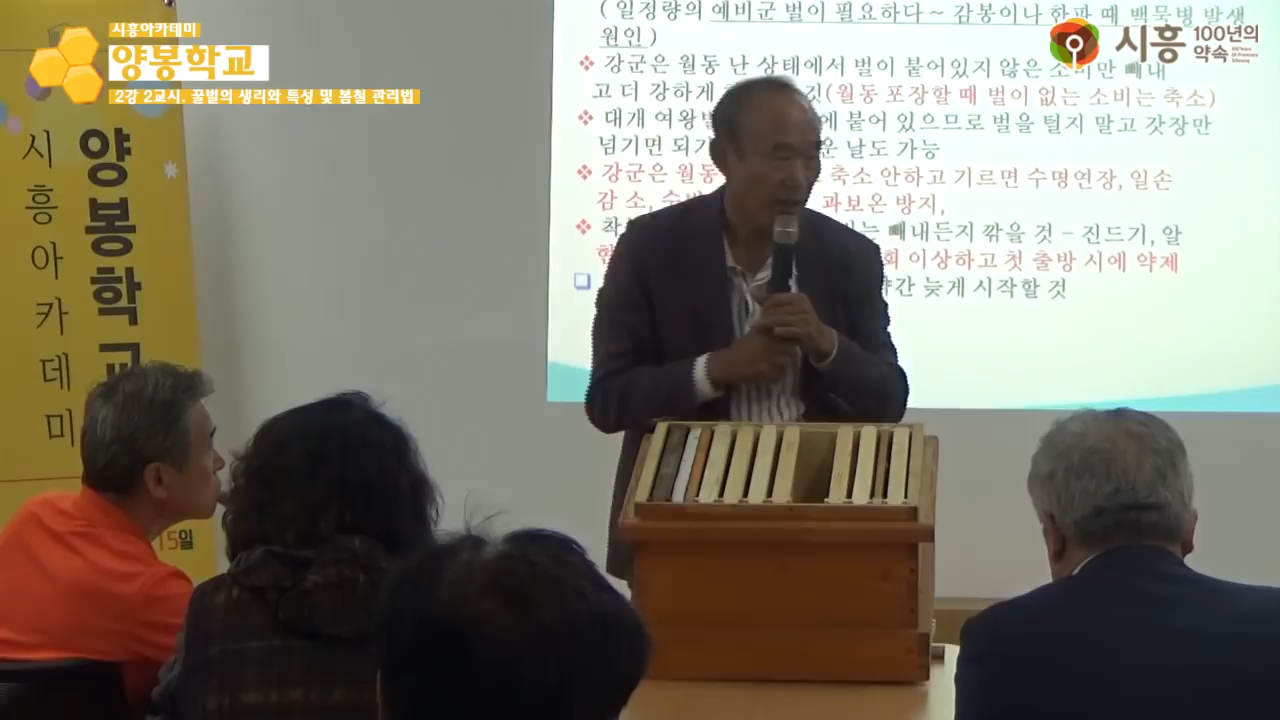 시흥아카데미
양봉학교
2강 2교시. 꿀벌의 생리와 특성 및 봄철 관리법
시흥 100년의 약속
양봉학교
시흥아카데미
15일
( 일정량의 예비군 벌이 필요하다 ~ 감봉이나 한파 때 백묵병 발생
원인 )
❖ 강군은 월동 난 상태에서 벌이 붙어있지 않은 소비만 빼내
고 더 강하게 것(월동 포장할 때 벌이 없는 소비는 축소)
❖ 대개 여왕벌 에 붙어 있으므로 벌을 털지 말고 갓장만
넘기면 되기 운 날도 가능
❖ 강군은 월동 축소 안하고 기르면 수명연장, 일손
감 소, 과보온 방지,
❖ 빼내든지 깎을 것 – 진드기, 알
회 이상하고 첫 출방 시에 약제
❑ 약간 늦게 시작할 것